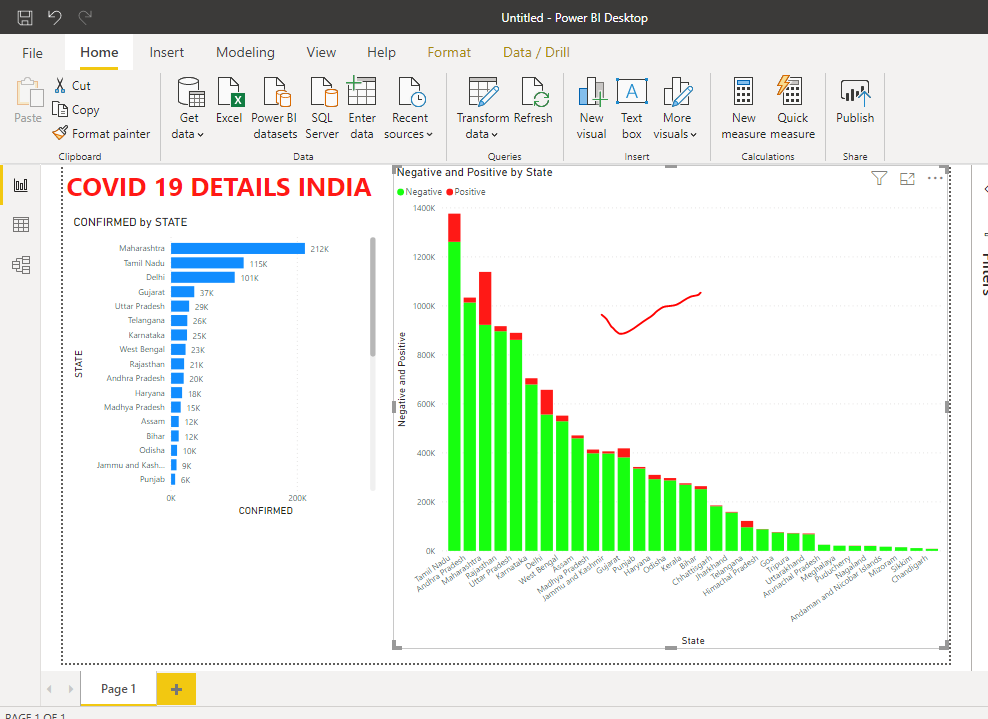 Untitled - Power BI Desktop
File Home Insert Modeling View Help Format Data / Drill
Paste
Cut
Copy
Format painter
Clipboard
Get data
Excel
Power BI datasets
SQL Server
Enter data
Recent sources
Data
Transform data
Refresh
Queries
New visual
Text box
More visuals
Insert
New measure
Quick measure
Calculations
Publish
Share
COVID 19 DETAILS INDIA
CONFIRMED by STATE
STATE
Maharashtra 212K
Tamil Nadu 115K
Delhi 101K
Gujarat 37K
Uttar Pradesh 29K
Telangana 26K
Karnataka 25K
West Bengal 23K
Rajasthan 21K
Andhra Pradesh 20K
Haryana 18K
Madhya Pradesh 15K
Assam 12K
Bihar 12K
Odisha 10K
Jammu and Kash... 9K
Punjab 6K
0K 200K
CONFIRMED
Negative and Positive by State
Negative Positive
Negative and Positive
1400K
1200K
1000K
800K
600K
400K
200K
0K
Tamil Nadu
Andhra Pradesh
Maharashtra
Rajasthan
Uttar Pradesh
Karnataka
Delhi
West Bengal
Assam
Madhya Pradesh
Jammu and Kashmir
Gujarat
Punjab
Haryana
Odisha
Kerala
Bihar
Chhattisgarh
Jharkhand
Telangana
Himachal Pradesh
Goa
Tripura
Uttarakhand
Arunachal Pradesh
Meghalaya
Puducherry
Nagaland
Andaman and Nicobar Islands
Mizoram
Sikkim
Chandigarh
State
Filters
Page 1
PAGE 1 OF 1